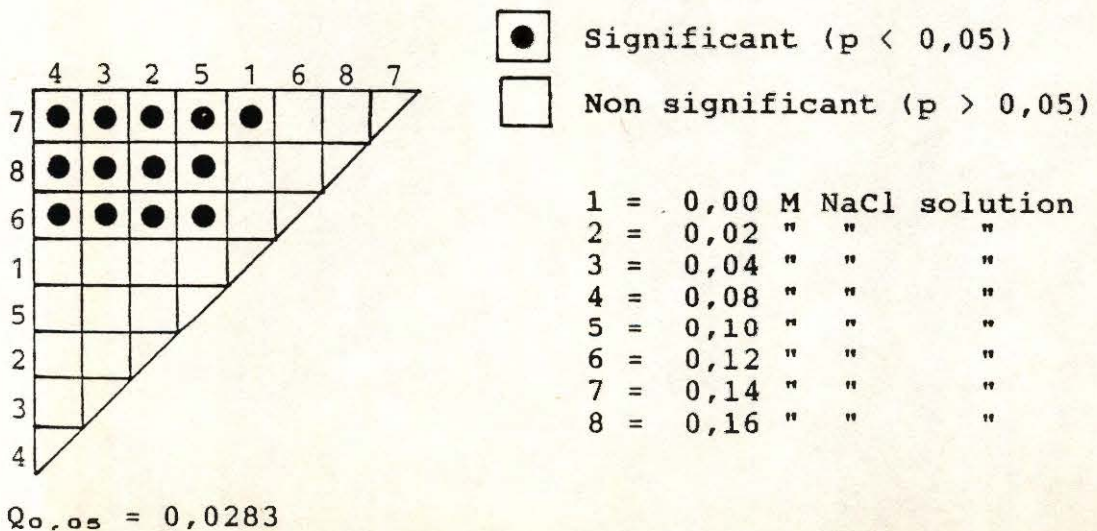 Significant (p < 0,05)
4 3 2 5 1 6 8 7
Non significant (p > 0,05)
7
8
6
1
5
2
3
4
1 = 0,00 M NaCl solution
2 = 0,02 " " "
3 = 0,04 " " "
4 = 0,08 " " "
5 = 0,10 " " "
6 = 0,12 " " "
7 = 0,14 " " "
8 = 0,16 " " "
Q0,05 = 0,0283